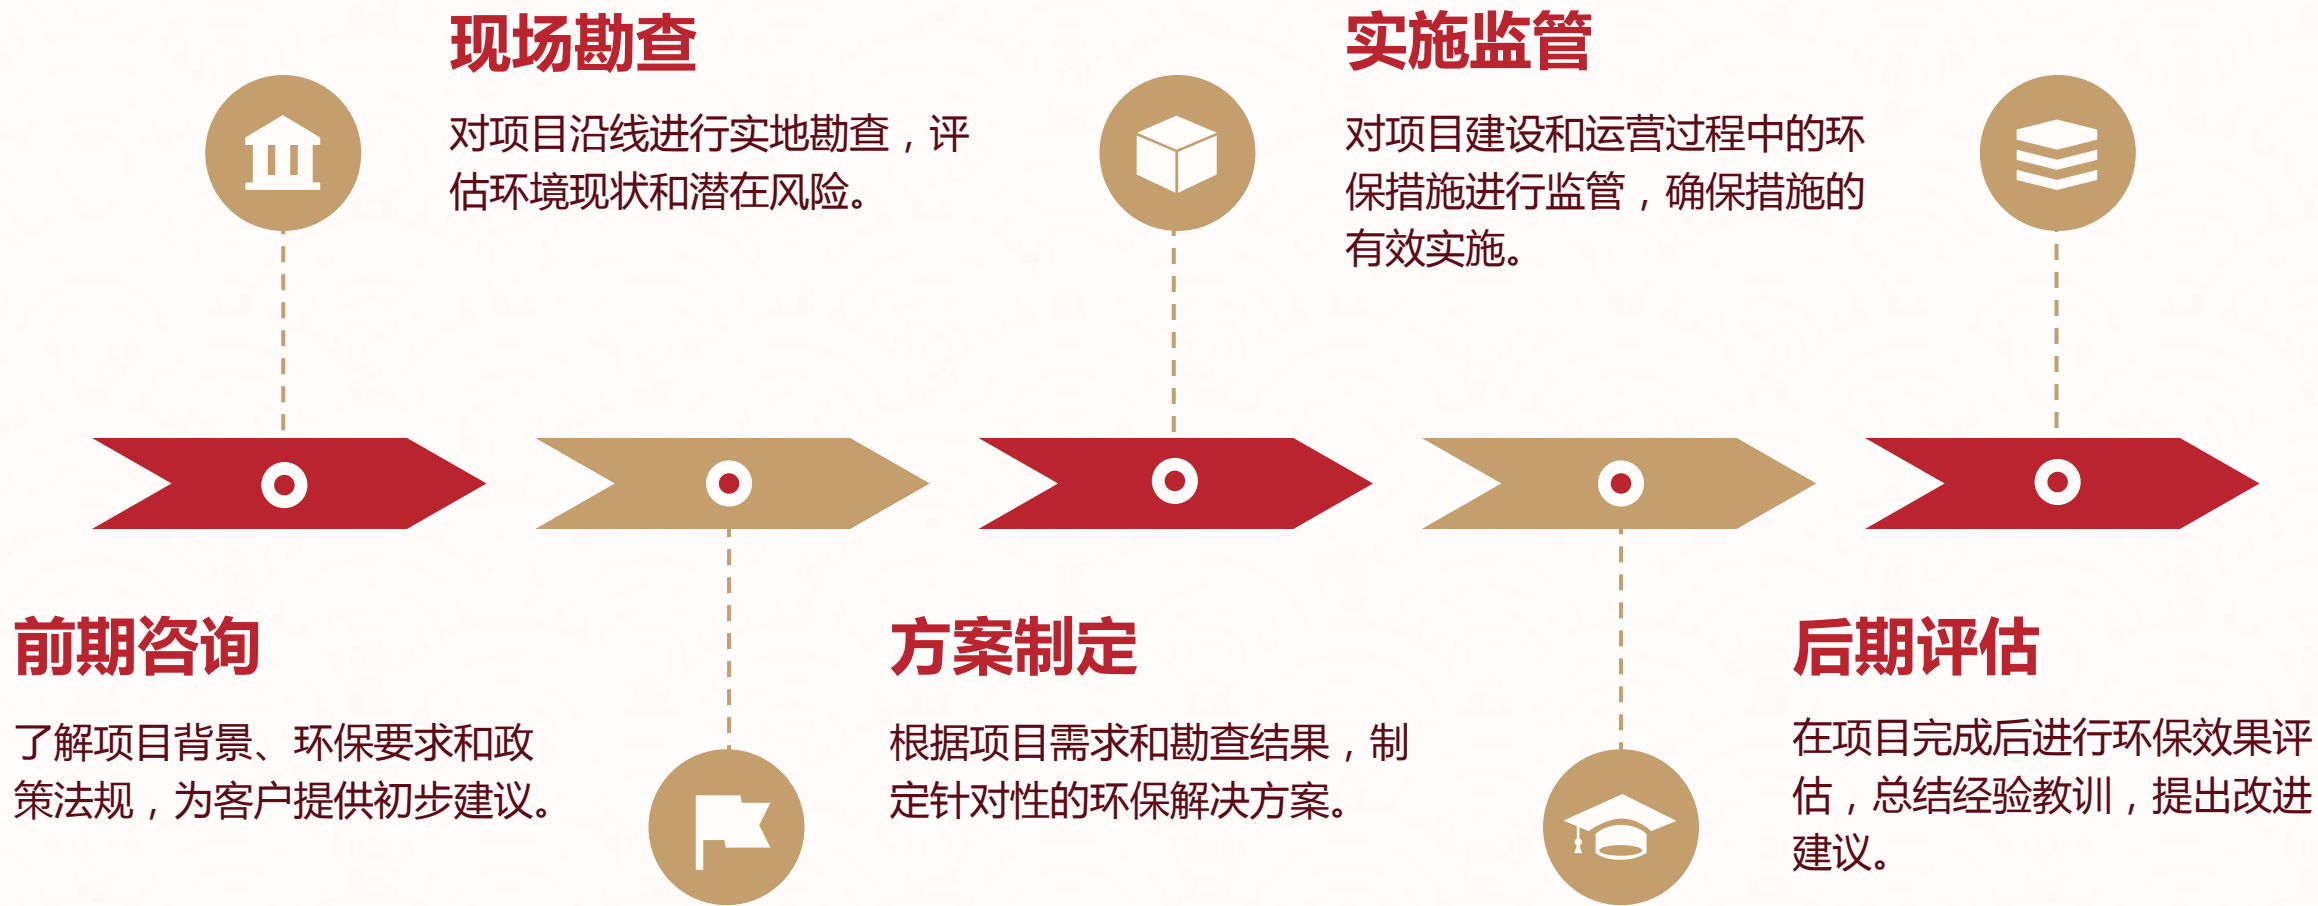 现场勘查
对项目沿线进行实地勘查，评
估环境现状和潜在风险。
实施监管
对项目建设和运营过程中的环
保措施进行监管，确保措施的
有效实施。
前期咨询
了解项目背景、环保要求和政
策法规，为客户提供初步建议。
方案制定
根据项目需求和勘查结果，制
定针对性的环保解决方案。
后期评估
在项目完成后进行环保效果评
估，总结经验教训，提出改进
建议。